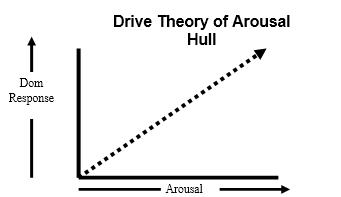 Drive Theory of Arousal
Hull
Dom
Response
Arousal